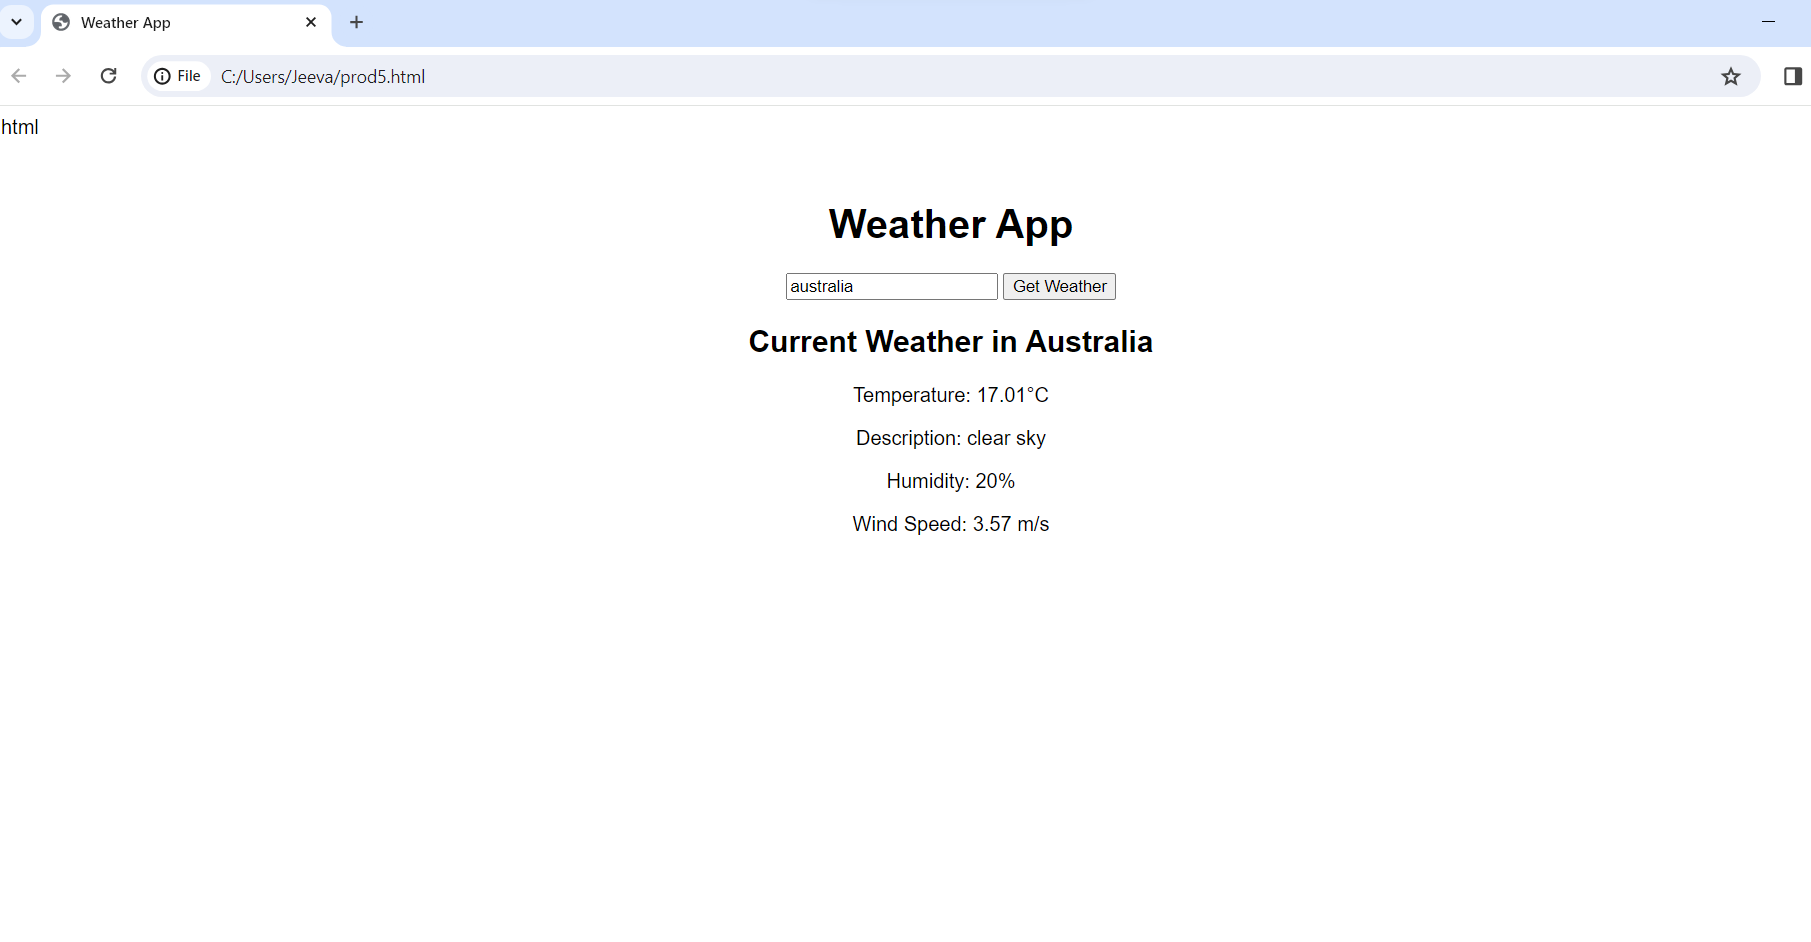 Weather App
File C:/Users/Jeeva/prod5.html
html
Weather App
australia Get Weather
Current Weather in Australia
Temperature: 17.01°C
Description: clear sky
Humidity: 20%
Wind Speed: 3.57 m/s